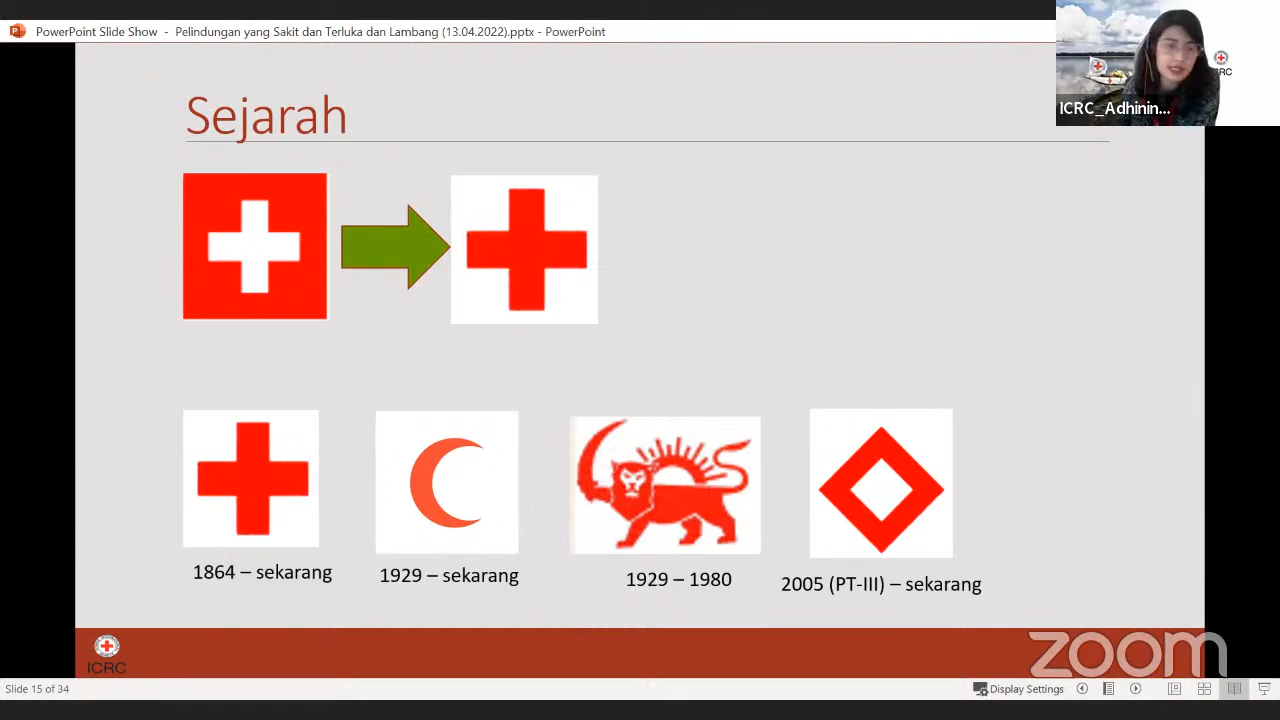 PowerPoint Slide Show - Pelindungan yang Sakit dan Terluka dan Lambang (13.04.2022).pptx - PowerPoint
RC
ICRC_Adhinin...
Sejarah
1864 – sekarang
1929 – sekarang
1929 – 1980
2005 (PT-III) – sekarang
ICRC
zoom
Slide 15 of 34
Display Settings